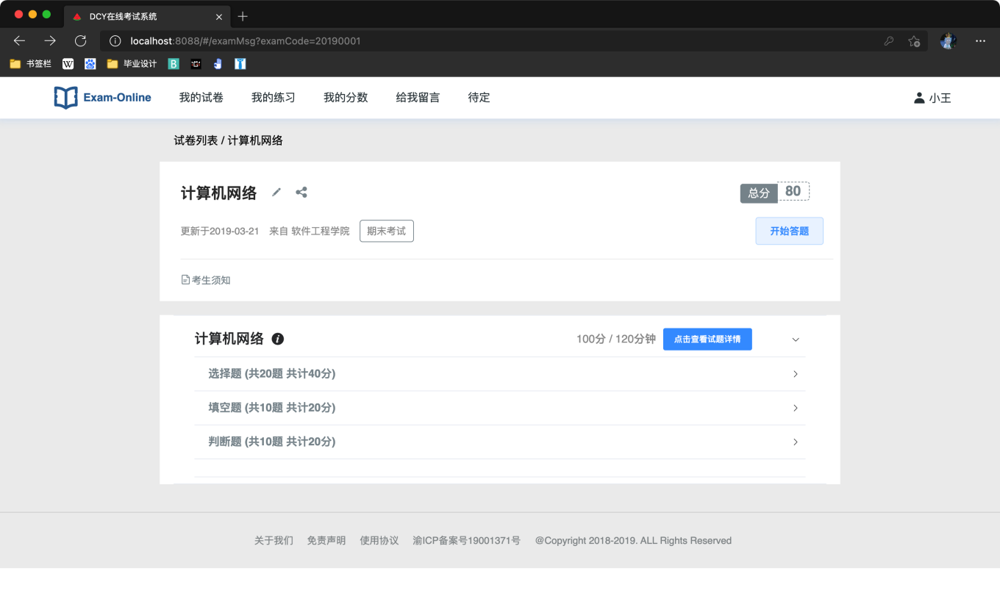 DCY在线考试系统
localhost:8088/#/examMsg?examCode=20190001
书签栏 W 毕业设计 B
Exam-Online 我的试卷 我的练习 我的分数 给我留言 待定 小王
试卷列表 / 计算机网络
计算机网络 总分 80
更新于2019-03-21 来自 软件工程学院 期末考试 开始答题
考生须知
计算机网络 i 100分 / 120分钟 点击查看试题详情
选择题 (共20题 共计40分)
填空题 (共10题 共计20分)
判断题 (共10题 共计20分)
关于我们 免责声明 使用协议 渝ICP备案号19001371号 @Copyright 2018-2019. ALL Rights Reserved